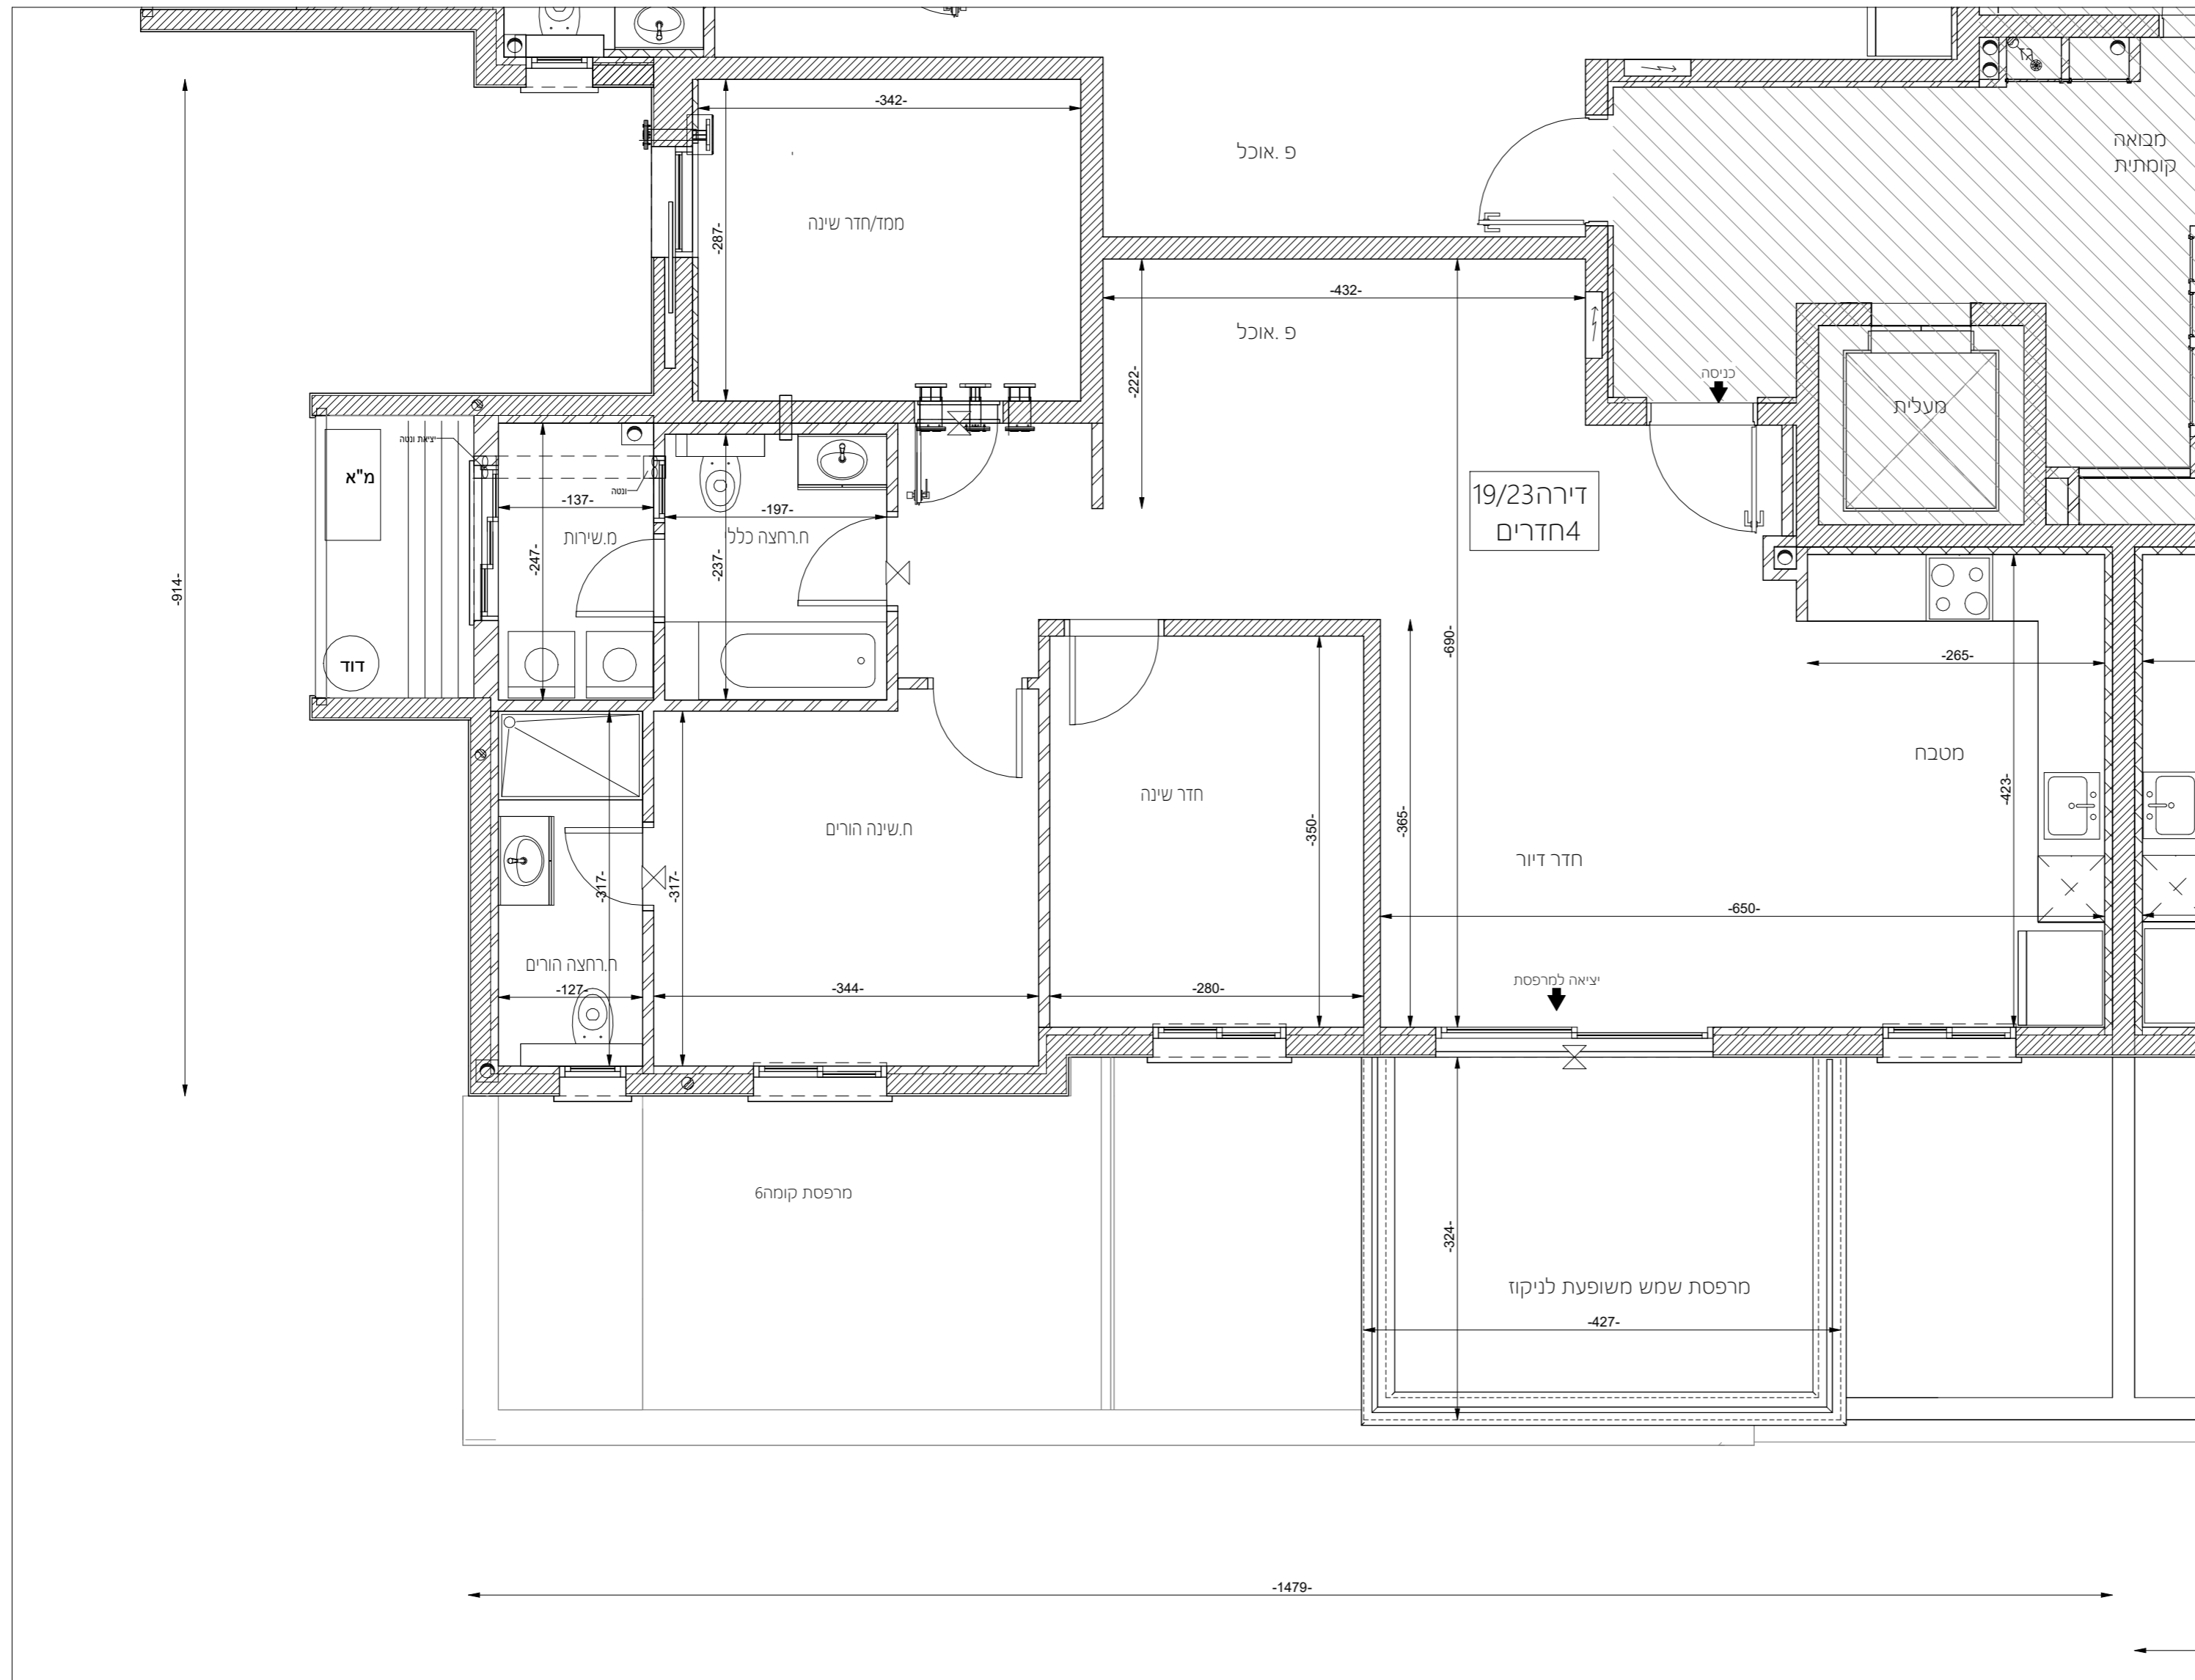 גז
מבואה
קומתית
-342-
פ .אוכל
ממד/חדר שינה
-287-
-432-
פ .אוכל
-222-
כניסה
מעלית
יציאת ונטה
מ"א
ונטה
-137-
מ.שירות
-247-
-197-
ח.רחצה כללי
-237-
דירה19/23
4חדרים
-914-
דוד
-690-
-265-
מטבח
-423-
חדר שינה
-350-
-365-
ח.שינה הורים
חדר דיור
-317-
-317-
-650-
ח.רחצה הורים
-127-
-344-
-280-
יציאה למרפסת
מרפסת קומה6
-324-
מרפסת שמש משופעת לניקוז
-427-
-1479-